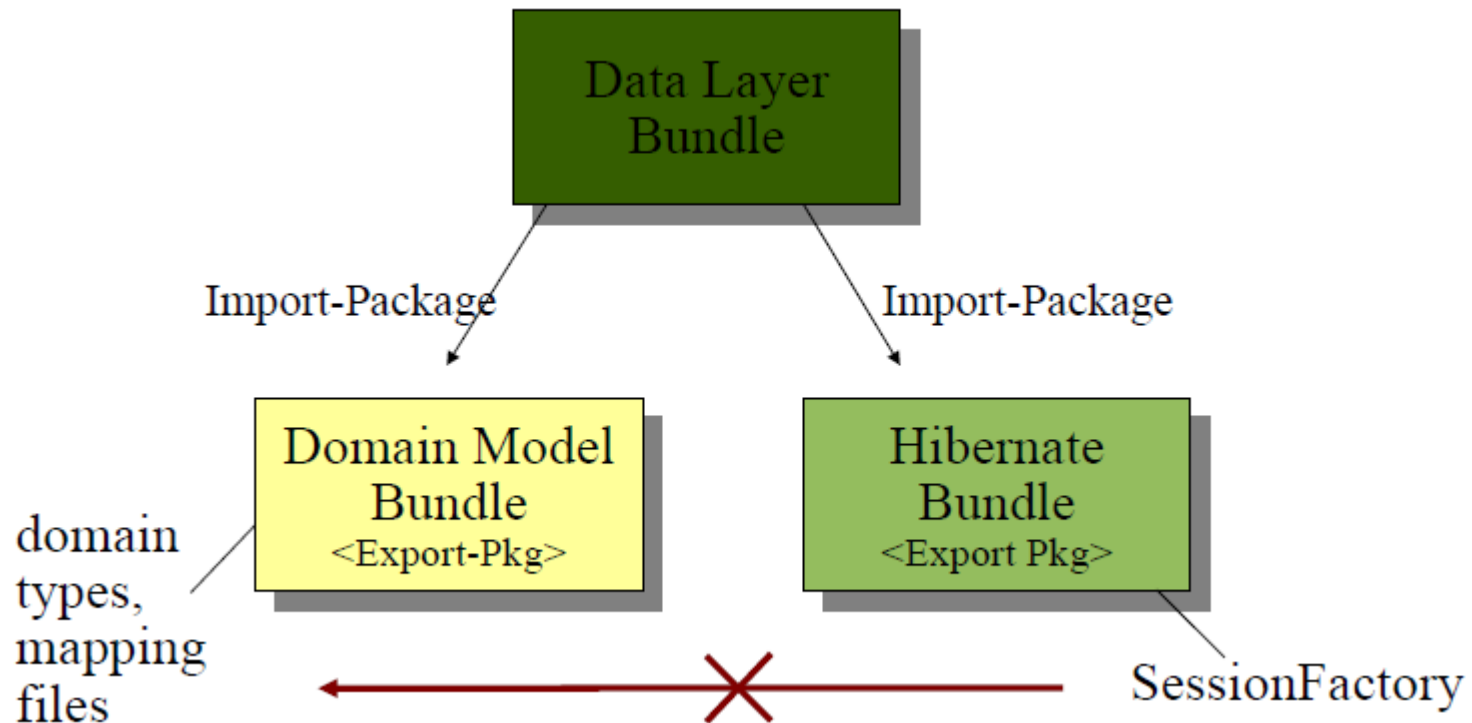 Data Layer
Bundle
Import-Package
Import-Package
Domain Model
Bundle
<Export-Pkg>
Hibernate
Bundle
<Export Pkg>
domain
types,
mapping
files
SessionFactory